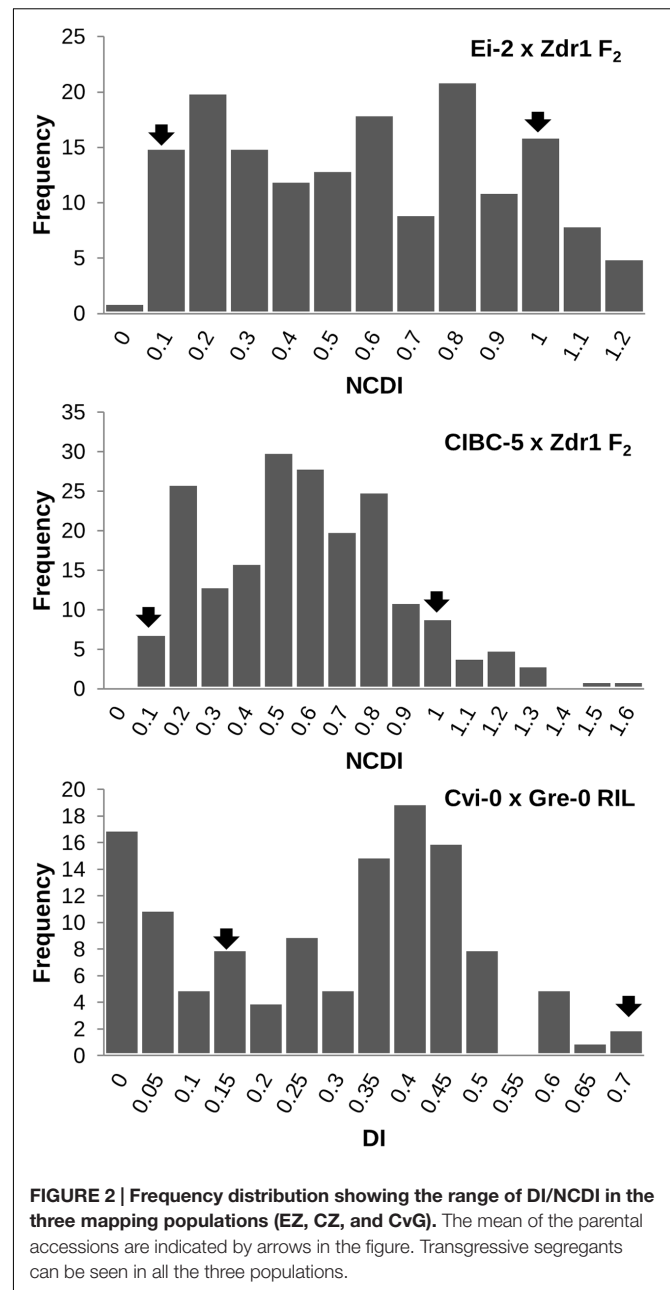 Ei-2 x Zdr1 F2
Frequency
25
20
15
10
5
0
0 0.1 0.2 0.3 0.4 0.5 0.6 0.7 0.8 0.9 1 1.1 1.2
NCDI
CIBC-5 x Zdr1 F2
Frequency
35
30
25
20
15
10
5
0
0 0.1 0.2 0.3 0.4 0.5 0.6 0.7 0.8 0.9 1 1.1 1.2 1.3 1.4 1.5 1.6
NCDI
Cvi-0 x Gre-0 RIL
Frequency
20
18
16
14
12
10
8
6
4
2
0
0 0.05 0.1 0.15 0.2 0.25 0.3 0.35 0.4 0.45 0.5 0.55 0.6 0.65 0.7
DI
FIGURE 2 | Frequency distribution showing the range of DI/NCDI in the
three mapping populations (EZ, CZ, and CvG). The mean of the parental
accessions are indicated by arrows in the figure. Transgressive segregants
can be seen in all the three populations.